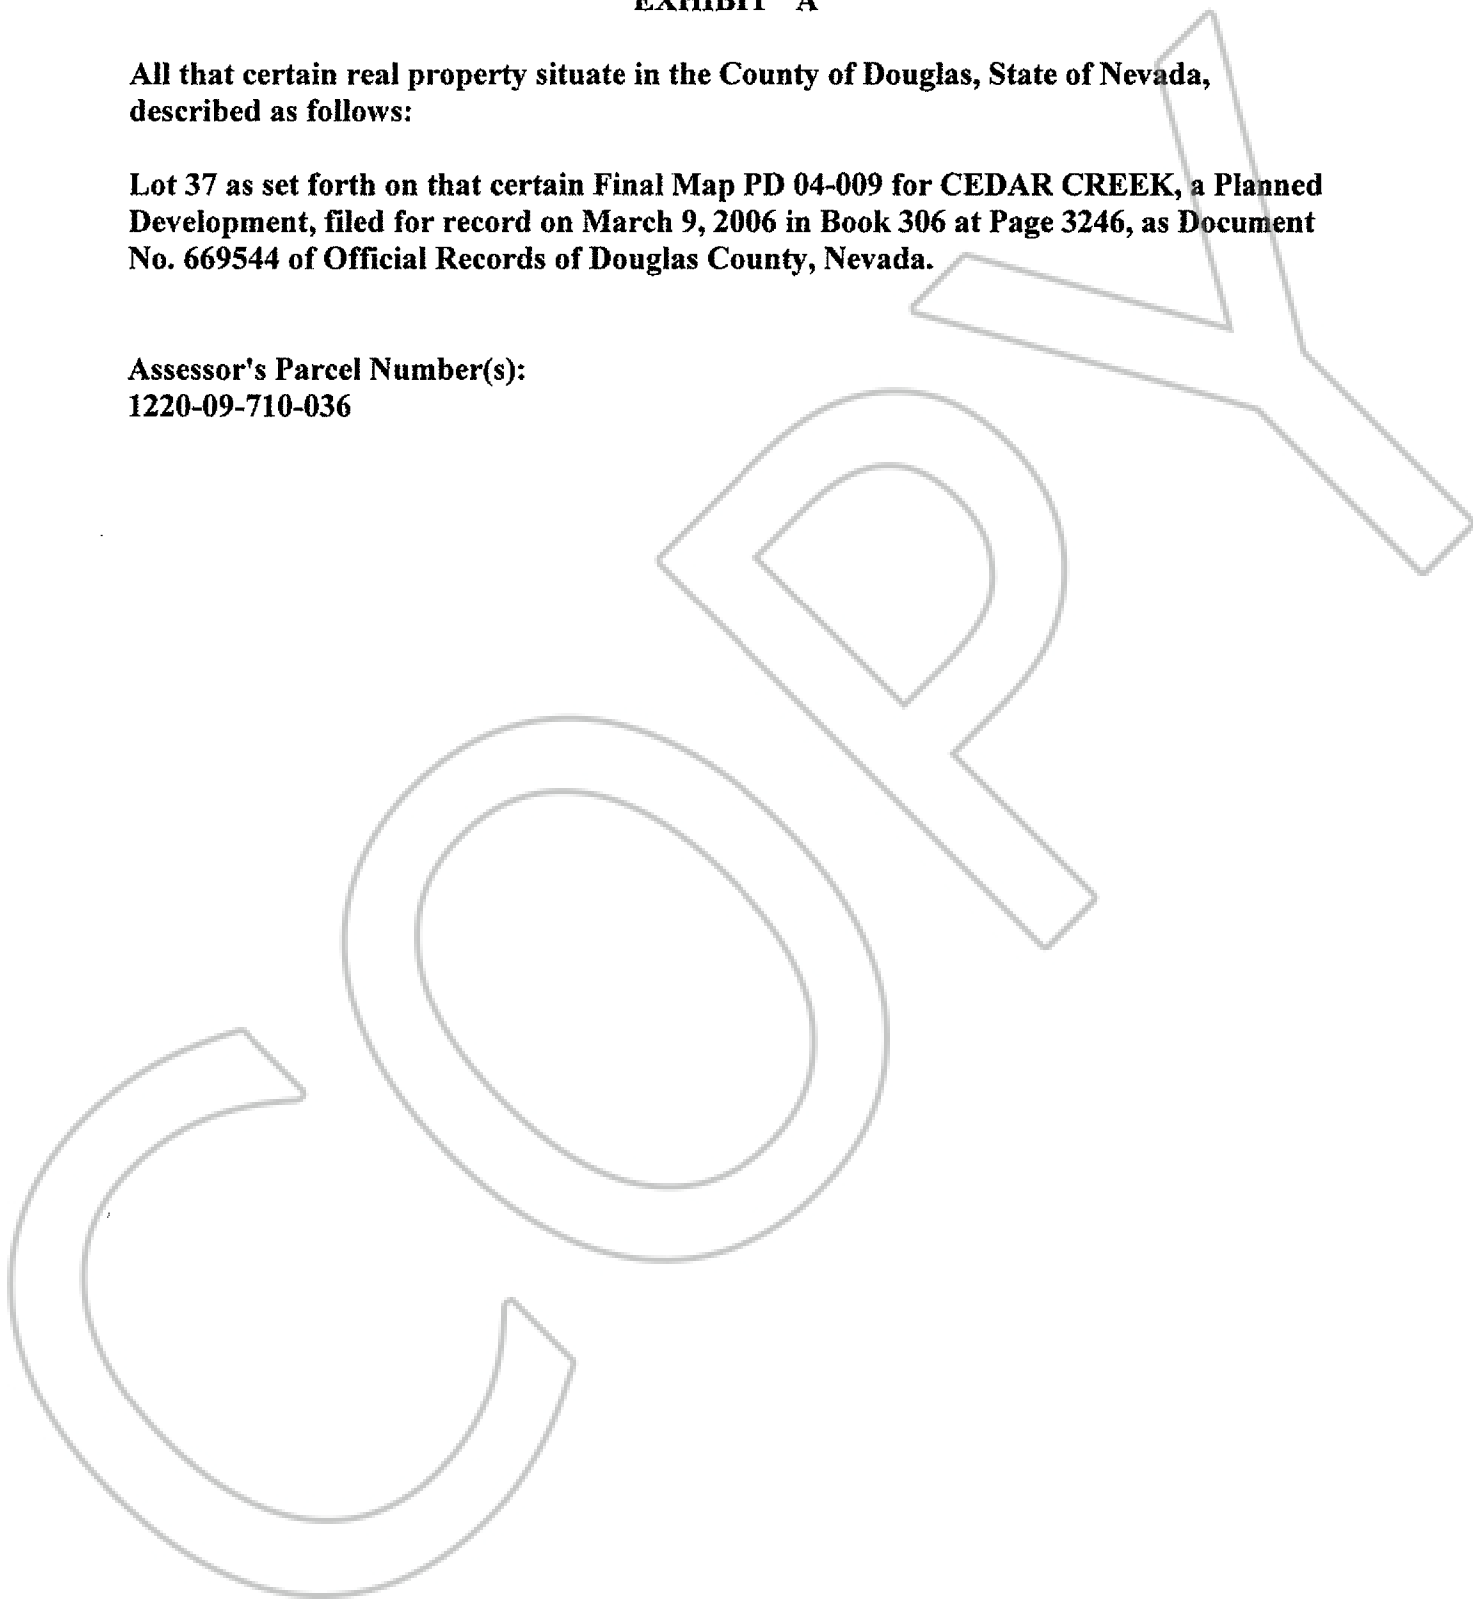 EXHIBIT A
All that certain real property situate in the County of Douglas, State of Nevada,
described as follows:
Lot 37 as set forth on that certain Final Map PD 04-009 for CEDAR CREEK, a Planned
Development, filed for record on March 9, 2006 in Book 306 at Page 3246, as Document
No. 669544 of Official Records of Douglas County, Nevada.
Assessor's Parcel Number(s):
1220-09-710-036
COPY